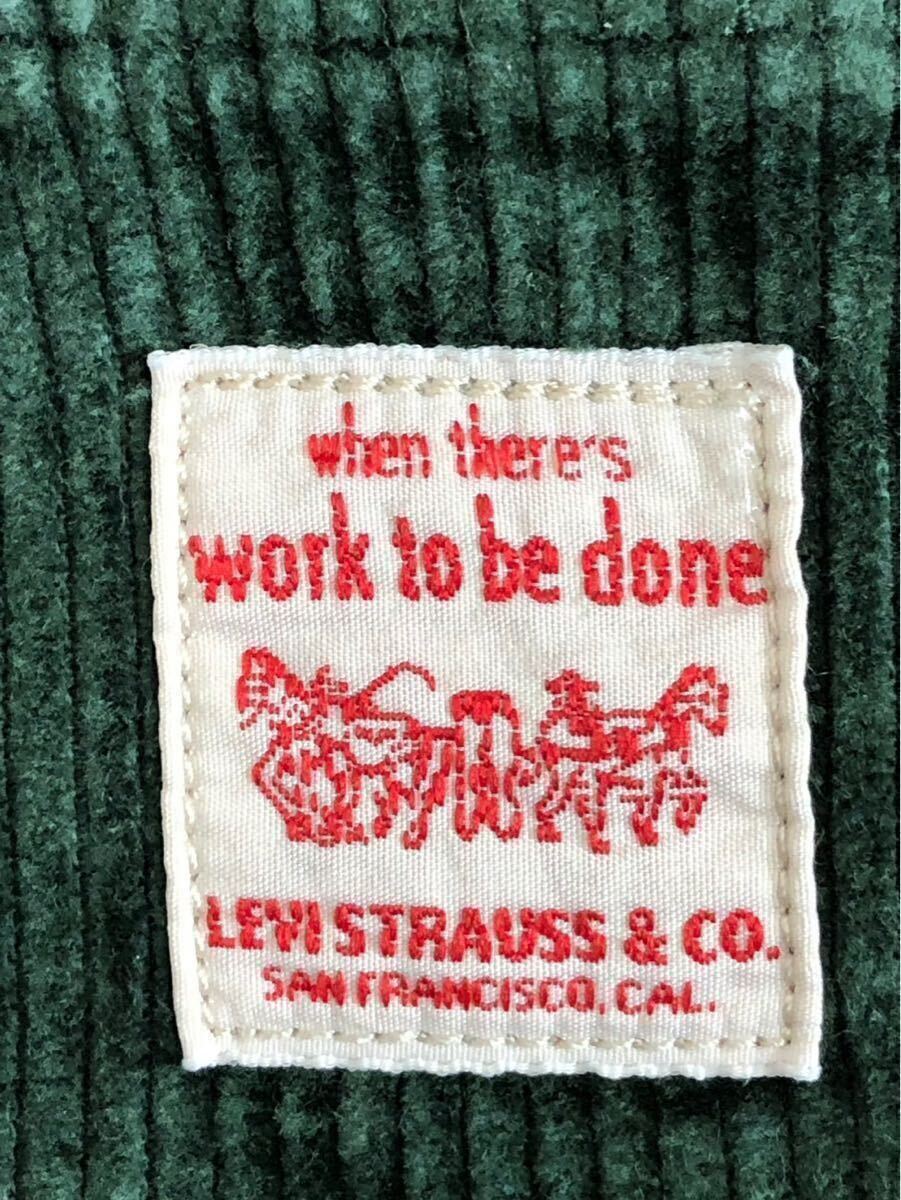 when there's
work to be done
LEVI STRAUSS & CO.
SAN FRANCISCO, CAL.